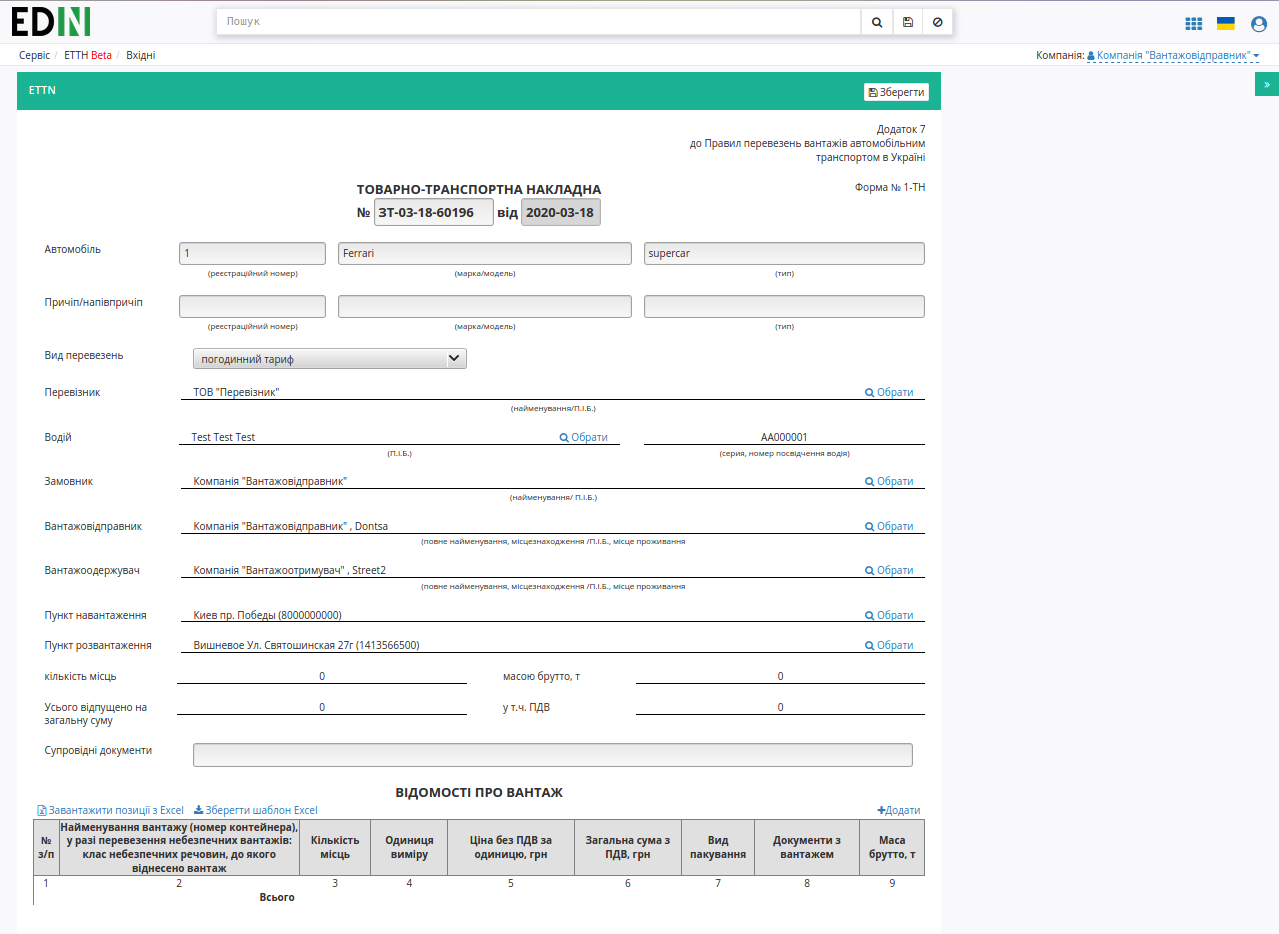 EDIN
Пошук
Сервіс / ЕТТН Beta / Вхідні
Компанія: Компанія "Вантажовідправник"
»
ETTN
Зберегти
Додаток 7
до Правил перевезень вантажів автомобільним
транспортом в Україні
Форма № 1-ТН
ТОВАРНО-ТРАНСПОРТНА НАКЛАДНА
№ ЗТ-03-18-60196 від 2020-03-18
Автомобіль 1 Ferrari supercar
(реєстраційний номер) (марка/модель) (тип)
Причіп/напівпричіп
(реєстраційний номер) (марка/модель) (тип)
Вид перевезень погодинний тариф
Перевізник ТОВ "Перевізник" Обрати
(найменування/П.І.Б.)
Водій Test Test Test Обрати АА000001
(П.І.Б.) (серия, номер посвідчення водія)
Замовник Компанія "Вантажовідправник" Обрати
(найменування/ П.І.Б.)
Вантажовідправник Компанія "Вантажовідправник" , Dontsa Обрати
(повне найменування, місцезнаходження /П.І.Б., місце проживання
Вантажоодержувач Компанія "Вантажоотримувач" , Street2 Обрати
(повне найменування, місцезнаходження /П.І.Б., місце проживання
Пункт навантаження Киев пр. Победы (8000000000) Обрати
Пункт розвантаження Вишневое Ул. Святошинская 27г (1413566500) Обрати
кількість місць 0 масою брутто, т 0
Усього відпущено на 0 у т.ч. ПДВ 0
загальну суму
Супровідні документи
ВІДОМОСТІ ПРО ВАНТАЖ
Завантажити позиції з Excel Зберегти шаблон Excel +Додати
№ з/п
Найменування вантажу (номер контейнера),
у разі перевезення небезпечних вантажів:
клас небезпечних речовин, до якого
віднесено вантаж
Кількість
місць
Одиниця
виміру
Ціна без ПДВ за
одиницю, грн
Загальна сума з
ПДВ, грн
Вид
пакування
Документи з
вантажем
Маса
брутто, т
1 2 3 4 5 6 7 8 9
Всього